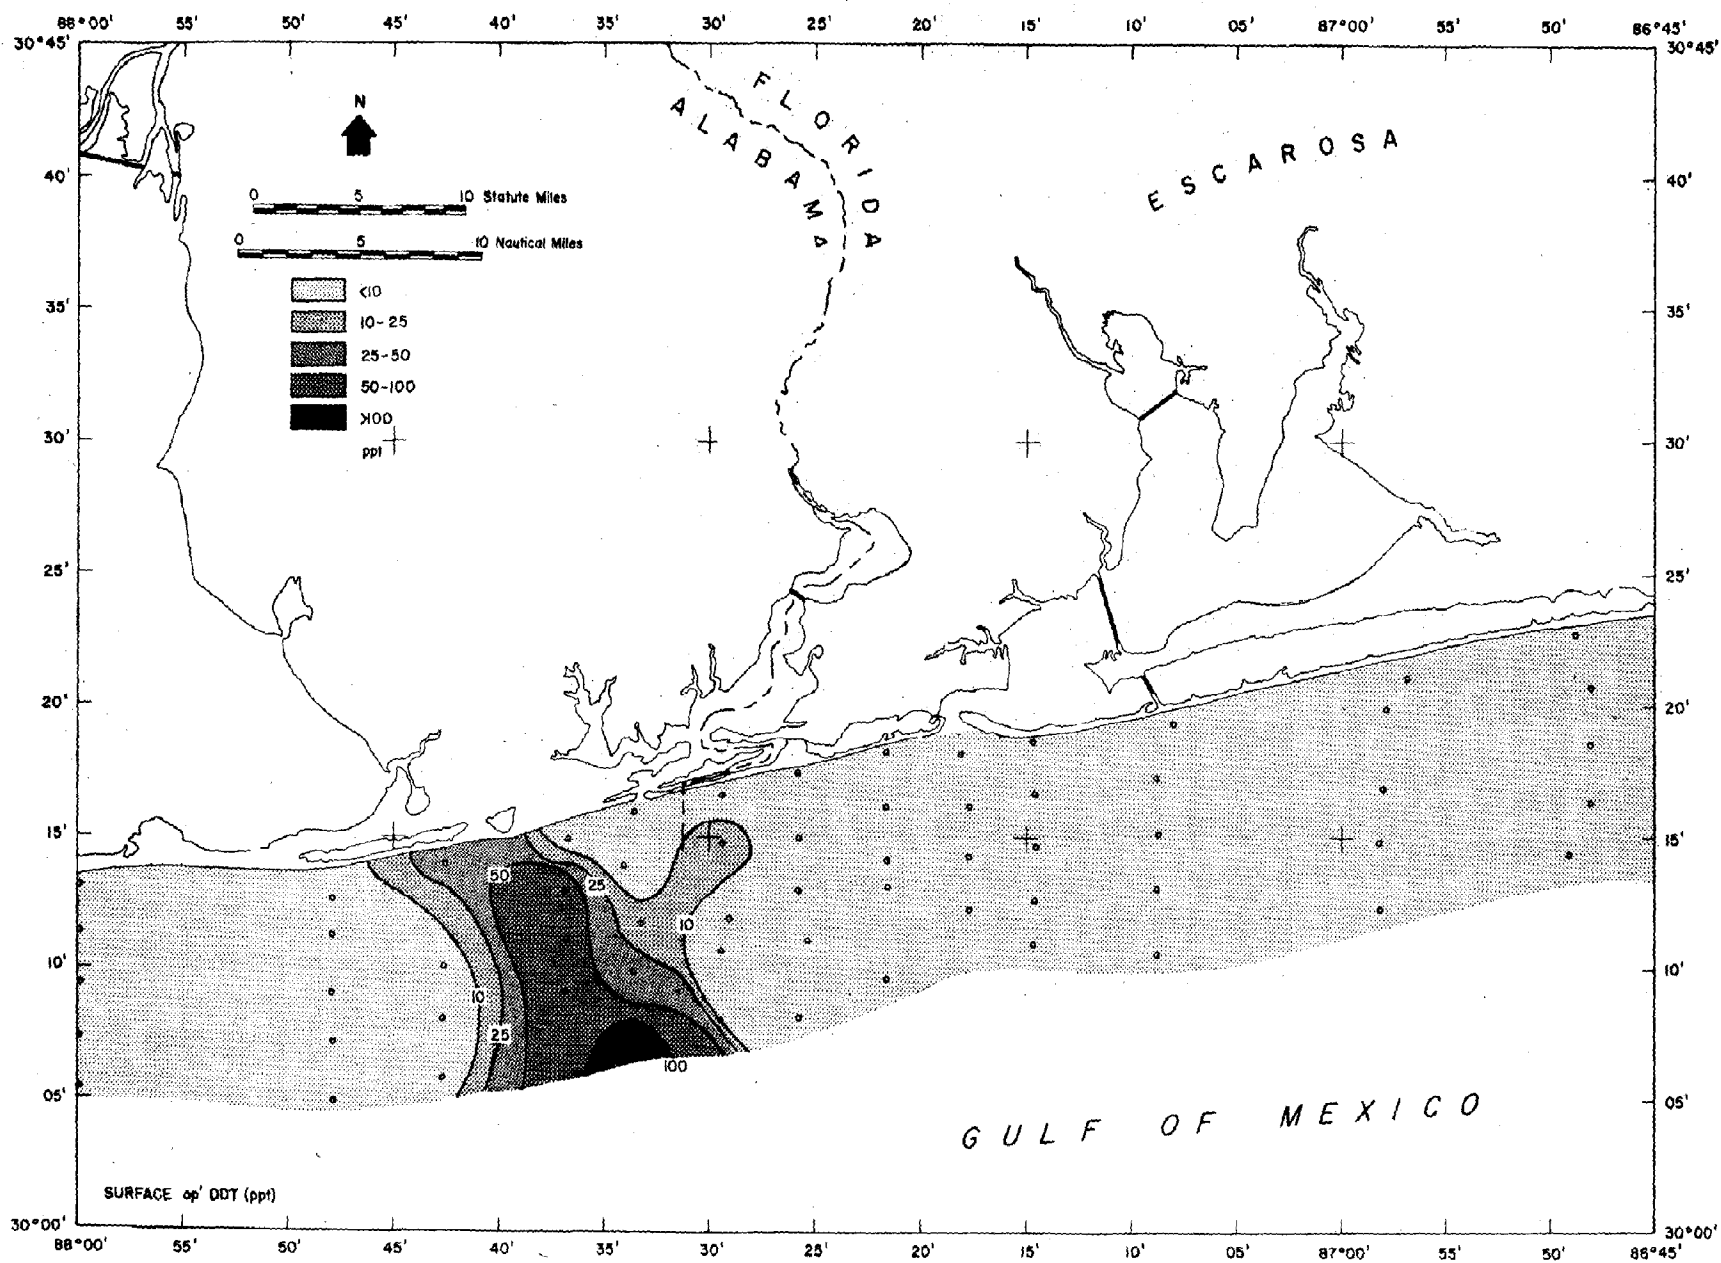 88°00' 55' 50' 45' 40' 35' 30' 25' 20' 15' 10' 05' 87°00' 55' 50' 86°45'
30°45' 30°45'
FLORIDA
ALABAMA
ESCAROSA
N
40' 40'
0 5 10 Statute Miles
0 5 10 Nautical Miles
<10
35' 35'
10-25
25-50
50-100
>100
30' 30'
ppt
25' 25'
20' 20'
15' 15'
50
25
10
10' 10'
10
25
100
05' 05'
GULF OF MEXICO
SURFACE op' DDT (ppt)
30°00' 30°00'
88°00' 55' 50' 45' 40' 35' 30' 25' 20' 15' 10' 05' 87°00' 55' 50' 86°45'